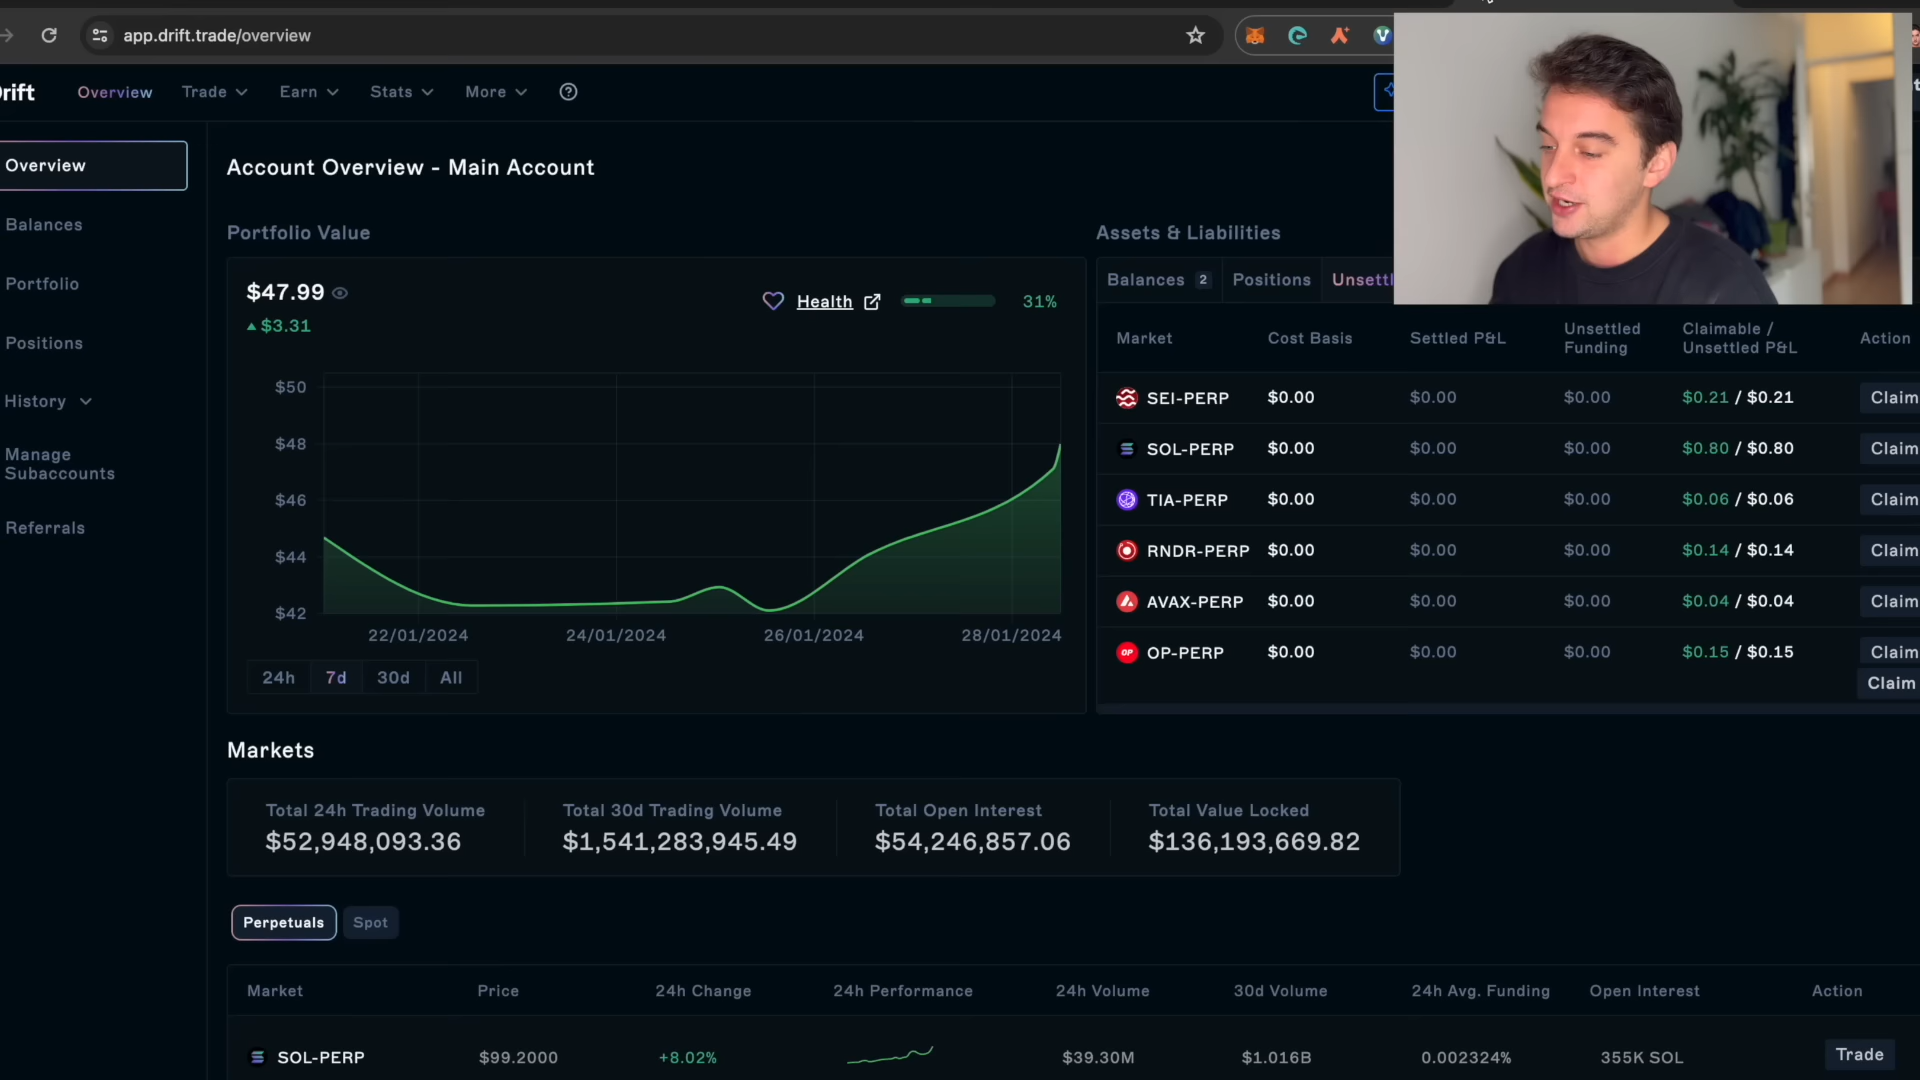 app.drift.trade/overview
Drift Overview Trade Earn Stats More
Overview
Balances
Portfolio
Positions
History
Manage
Subaccounts
Referrals
Account Overview - Main Account
Portfolio Value
$47.99
$3.31
Health 31%
$50
$48
$46
$44
$42
22/01/2024 24/01/2024 26/01/2024 28/01/2024
24h 7d 30d All
Assets & Liabilities
Balances 2 Positions Unsettl
Market Cost Basis Settled P&L Unsettled Funding Claimable / Unsettled P&L Action
SEI-PERP $0.00 $0.00 $0.00 $0.21 / $0.21 Claim
SOL-PERP $0.00 $0.00 $0.00 $0.80 / $0.80 Claim
TIA-PERP $0.00 $0.00 $0.00 $0.06 / $0.06 Claim
RNDR-PERP $0.00 $0.00 $0.00 $0.14 / $0.14 Claim
AVAX-PERP $0.00 $0.00 $0.00 $0.04 / $0.04 Claim
OP OP-PERP $0.00 $0.00 $0.00 $0.15 / $0.15 Claim
Claim
Markets
Total 24h Trading Volume Total 30d Trading Volume Total Open Interest Total Value Locked
$52,948,093.36 $1,541,283,945.49 $54,246,857.06 $136,193,669.82
Perpetuals Spot
Market Price 24h Change 24h Performance 24h Volume 30d Volume 24h Avg. Funding Open Interest Action
SOL-PERP $99.2000 +8.02% $39.30M $1.016B 0.002324% 355K SOL Trade